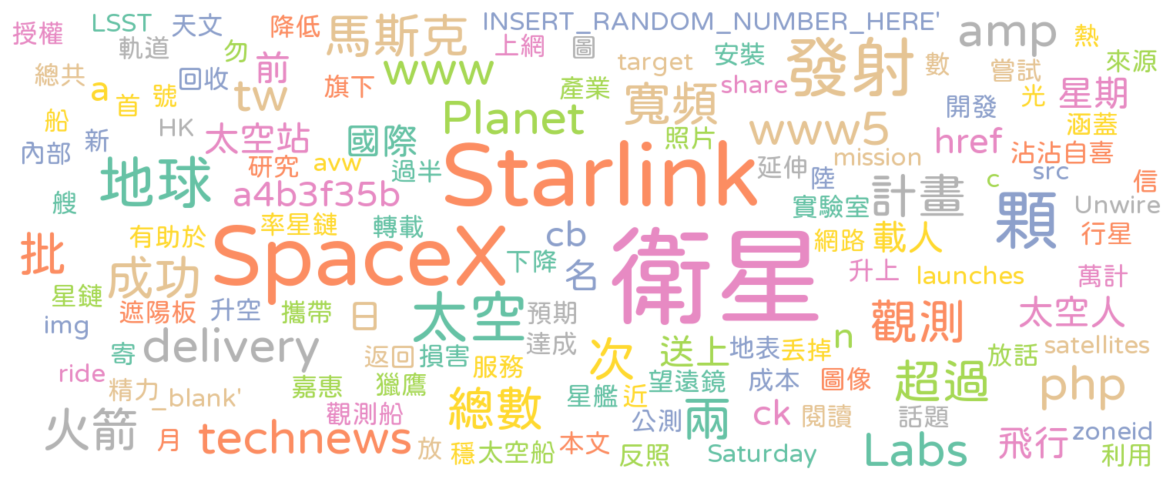 授權 LSST 天文 降低 馬斯克 INSERT_RANDOM_NUMBER_HERE' amp 熱
軌道 勿 上網 圖 安裝 數 來源
總共 回收 前 www target 發射 嘗試
a 首 號 tw 旗下 產業 寬頻 share 光 星期
船 HK 太空站 國際 Planet 照片 www5 開發 涵蓋
內部 新 研究 avw 過半 延伸 mission href 沾沾自喜
艘 地球 a4b3f35b Starlink 陸 計畫 c src 信
率星鏈 轉載 實驗室 顆 Unwire
批 有助於 SpaceX cb 衛星 網路 載人 行星
成功 下降 名 升上 launches 萬計
星鏈 遮陽板 升空 攜帶 日 太空 預期 觀測 太空人
img 達成 次 送上 地表 丟掉 n 放話 satellites
寄 delivery 返回 損害 服務
ride 精力 嘉惠 獵鷹 望遠鏡 成本 圖像 超過 php
_blank' 觀測船 總數 星艦 近 公測 兩 ck 閱讀 話題
火箭 月 technews 放 穩 太空船 本文 反照 Saturday Labs 飛行 zoneid 利用